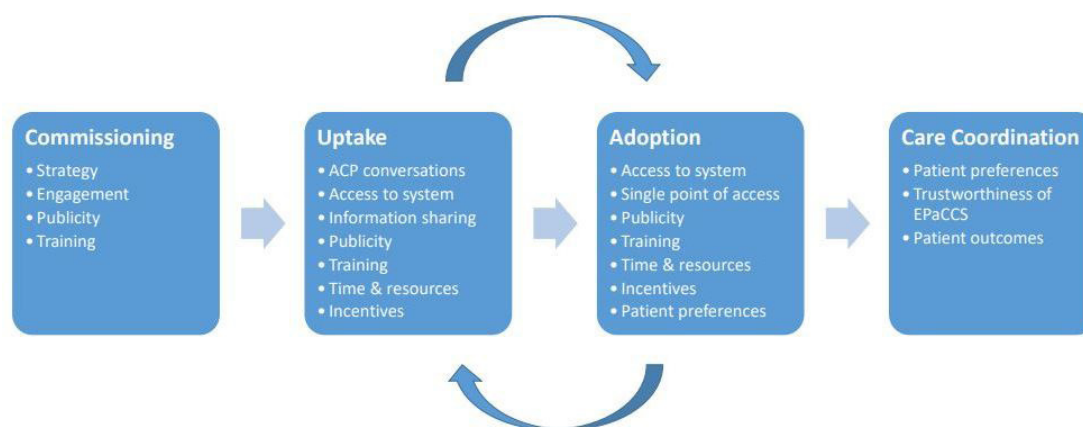 Commissioning
• Strategy
• Engagement
• Publicity
• Training
Uptake
• ACP conversations
• Access to system
• Information sharing
• Publicity
• Training
• Time & resources
• Incentives
Adoption
• Access to system
• Single point of access
• Publicity
• Training
• Time & resources
• Incentives
• Patient preferences
Care Coordination
• Patient preferences
• Trustworthiness of
EPaCCS
• Patient outcomes